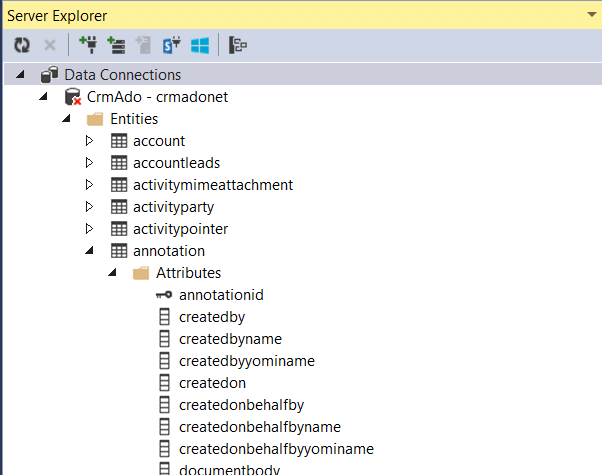 Server Explorer
Data Connections
CrmAdo - crmadonet
Entities
account
accountleads
activitymimeattachment
activityparty
activitypointer
annotation
Attributes
annotationid
createdby
createdbyname
createdbyyominame
createdon
createdonbehalfby
createdonbehalfbyname
createdonbehalfbyyominame
documentbody